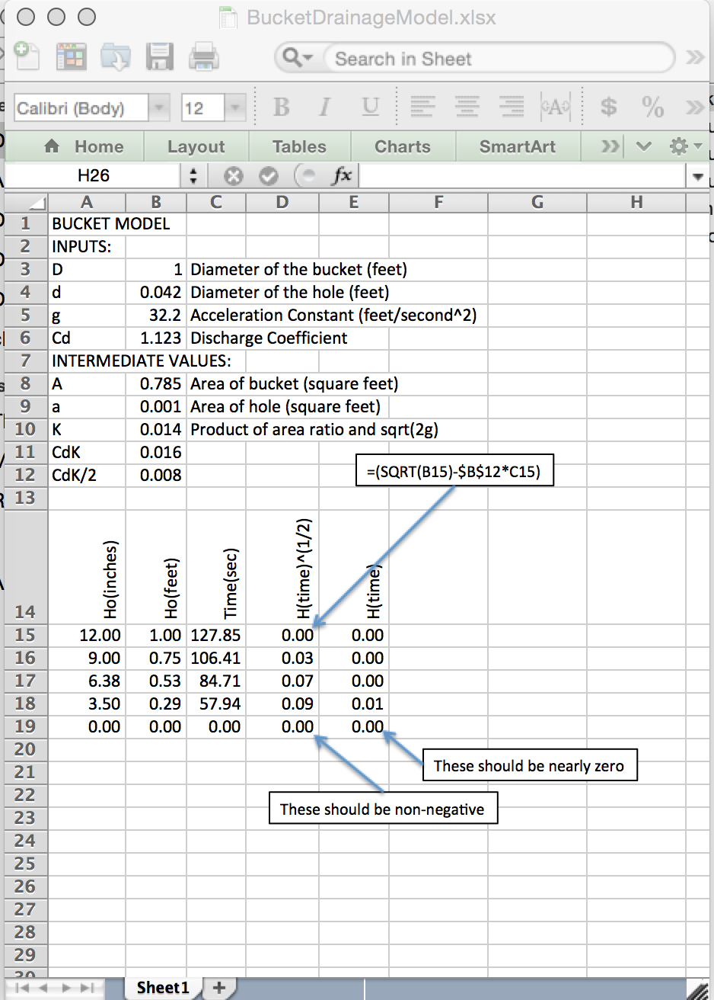 BucketDrainageModel.xlsx
Search in Sheet
Calibri (Body) 12 B I U A $ %
Home Layout Tables Charts SmartArt
H26 fx
A B C D E F G H
1 BUCKET MODEL
2 INPUTS:
3 D 1 Diameter of the bucket (feet)
4 d 0.042 Diameter of the hole (feet)
5 g 32.2 Acceleration Constant (feet/second^2)
6 Cd 1.123 Discharge Coefficient
7 INTERMEDIATE VALUES:
8 A 0.785 Area of bucket (square feet)
9 a 0.001 Area of hole (square feet)
10 K 0.014 Product of area ratio and sqrt(2g)
11 CdK 0.016
12 CdK/2 0.008
=(SQRT(B15)-$B$12*C15)
13
14 Ho(inches) Ho(feet) Time(sec) H(time)^(1/2) H(time)
15 12.00 1.00 127.85 0.00 0.00
16 9.00 0.75 106.41 0.03 0.00
17 6.38 0.53 84.71 0.07 0.00
18 3.50 0.29 57.94 0.09 0.01
19 0.00 0.00 0.00 0.00 0.00
20
These should be nearly zero
21
22
These should be non-negative
23
24
25
26
27
28
29
30
Sheet1